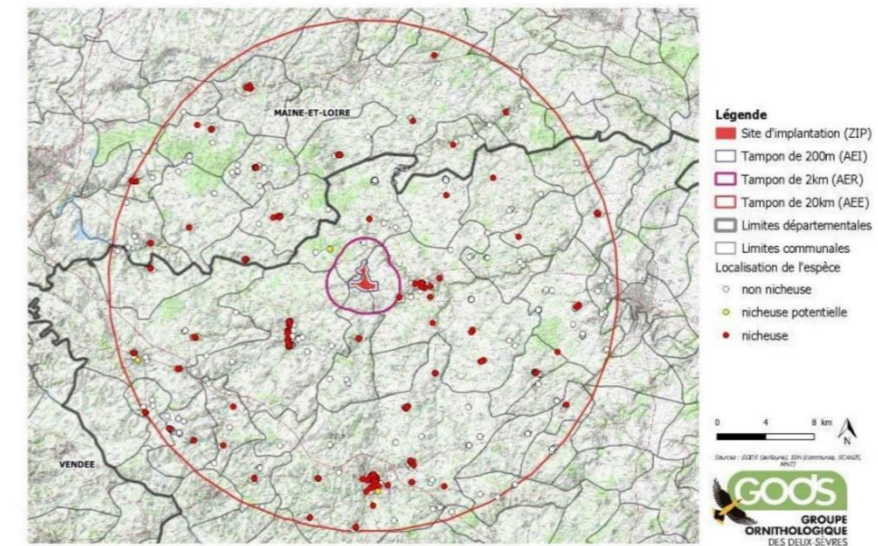 MAINE-ET-LOIRE
VENDEE
Légende
Site d'implantation (ZIP)
Tampon de 200m (AEI)
Tampon de 2km (AER)
Tampon de 20km (AEE)
Limites départementales
Limites communales
Localisation de l'espèce
non nicheuse
nicheuse potentielle
nicheuse
0 4 8 km
N
Sources : GODS
GODS
GROUPE
ORNITHOLOGIQUE
DES DEUX-SÈVRES